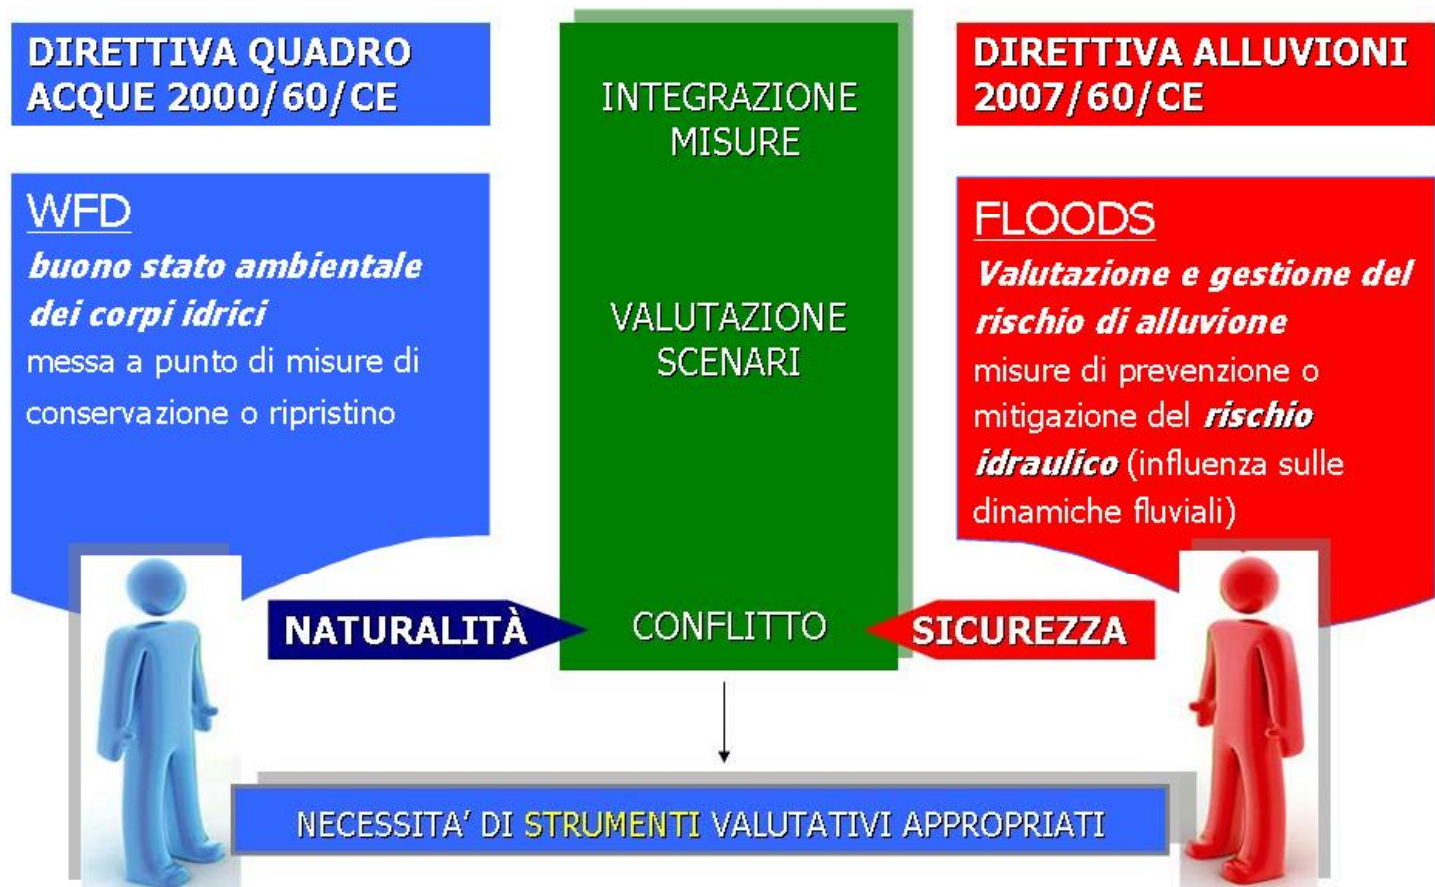 DIRETTIVA QUADRO
ACQUE 2000/60/CE
WFD
buono stato ambientale
dei corpi idrici
messa a punto di misure di
conservazione o ripristino
INTEGRAZIONE
MISURE
VALUTAZIONE
SCENARI
DIRETTIVA ALLUVIONI
2007/60/CE
FLOODS
Valutazione e gestione del
rischio di alluvione
misure di prevenzione o
mitigazione del rischio
idraulico (influenza sulle
dinamiche fluviali)
NATURALITÀ
CONFLITTO
SICUREZZA
NECESSITA' DI STRUMENTI VALUTATIVI APPROPRIATI